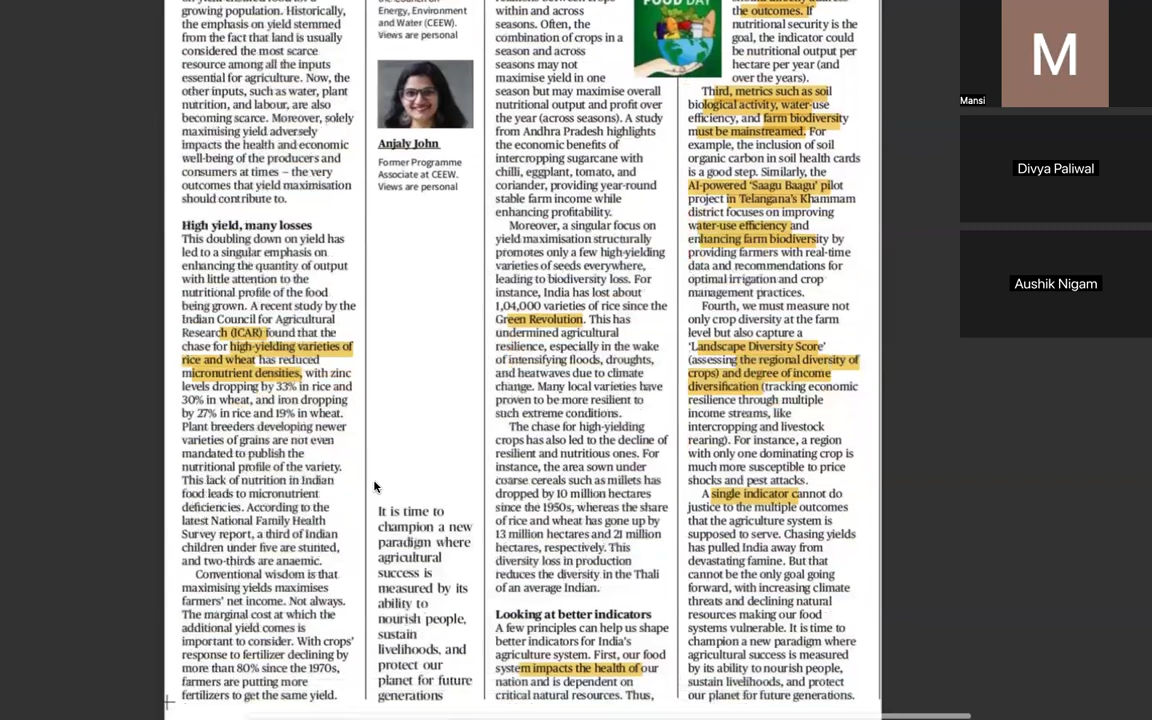 growing population. Historically,
the emphasis on yield stemmed
from the fact that land is usually
considered the most scarce
resource among all the inputs
essential for agriculture. Now, the
other inputs, such as water, plant
nutrition, and labour, are also
becoming scarce. Moreover, solely
maximising yield adversely
impacts the health and economic
well-being of the producers and
consumers at times – the very
outcomes that yield maximisation
should contribute to.
High yield, many losses
This doubling down on yield has
led to a singular emphasis on
enhancing the quantity of output
with little attention to the
nutritional profile of the food
being grown. A recent study by the
Indian Council for Agricultural
Research (ICAR) found that the
chase for high-yielding varieties of
rice and wheat has reduced
micronutrient densities, with zinc
levels dropping by 33% in rice and
30% in wheat, and iron dropping
by 27% in rice and 19% in wheat.
Plant breeders developing newer
varieties of grains are not even
mandated to publish the
nutritional profile of the variety.
This lack of nutrition in Indian
food leads to micronutrient
deficiencies. According to the
latest National Family Health
Survey report, a third of Indian
children under five are stunted,
and two-thirds are anaemic.
Conventional wisdom is that
maximising yields maximises
farmers' net income. Not always.
The marginal cost at which the
additional yield comes is
important to consider. With crops'
response to fertilizer declining by
more than 80% since the 1970s,
farmers are putting more
fertilizers to get the same yield.
Energy, Environment
and Water (CEEW).
Views are personal
Anjaly John
Former Programme
Associate at CEEW.
Views are personal
It is time to
champion a new
paradigm where
agricultural
success is
measured by its
ability to
nourish people,
sustain
livelihoods, and
protect our
planet for future
generations
within and across
seasons. Often, the
combination of crops in a
season and across
seasons may not
maximise yield in one
season but may maximise overall
nutritional output and profit over
the year (across seasons). A study
from Andhra Pradesh highlights
the economic benefits of
intercropping sugarcane with
chilli, eggplant, tomato, and
coriander, providing year-round
stable farm income while
enhancing profitability.
Moreover, a singular focus on
yield maximisation structurally
promotes only a few high-yielding
varieties of seeds everywhere,
leading to biodiversity loss. For
instance, India has lost about
1,04,000 varieties of rice since the
Green Revolution. This has
undermined agricultural
resilience, especially in the wake
of intensifying floods, droughts,
and heatwaves due to climate
change. Many local varieties have
proven to be more resilient to
such extreme conditions.
The chase for high-yielding
crops has also led to the decline of
resilient and nutritious ones. For
instance, the area sown under
coarse cereals such as millets has
dropped by 10 million hectares
since the 1950s, whereas the share
of rice and wheat has gone up by
13 million hectares and 21 million
hectares, respectively. This
diversity loss in production
reduces the diversity in the Thali
of an average Indian.
Looking at better indicators
A few principles can help us shape
better indicators for India's
agriculture system. First, our food
system impacts the health of our
nation and is dependent on
critical natural resources. Thus,
FOOD DAY
the outcomes. If
nutritional security is the
goal, the indicator could
be nutritional output per
hectare per year (and
over the years).
Third, metrics such as soil
biological activity, water-use
efficiency, and farm biodiversity
must be mainstreamed. For
example, the inclusion of soil
organic carbon in soil health cards
is a good step. Similarly, the
AI-powered 'Saagu Baagu' pilot
project in Telangana's Khammam
district focuses on improving
water-use efficiency and
enhancing farm biodiversity by
providing farmers with real-time
data and recommendations for
optimal irrigation and crop
management practices.
Fourth, we must measure not
only crop diversity at the farm
level but also capture a
'Landscape Diversity Score'
(assessing the regional diversity of
crops) and degree of income
diversification (tracking economic
resilience through multiple
income streams, like
intercropping and livestock
rearing). For instance, a region
with only one dominating crop is
much more susceptible to price
shocks and pest attacks.
A single indicator cannot do
justice to the multiple outcomes
that the agriculture system is
supposed to serve. Chasing yields
has pulled India away from
devastating famine. But that
cannot be the only goal going
forward, with increasing climate
threats and declining natural
resources making our food
systems vulnerable. It is time to
champion a new paradigm where
agricultural success is measured
by its ability to nourish people,
sustain livelihoods, and protect
our planet for future generations.
M
Mansi
Divya Paliwal
Aushik Nigam